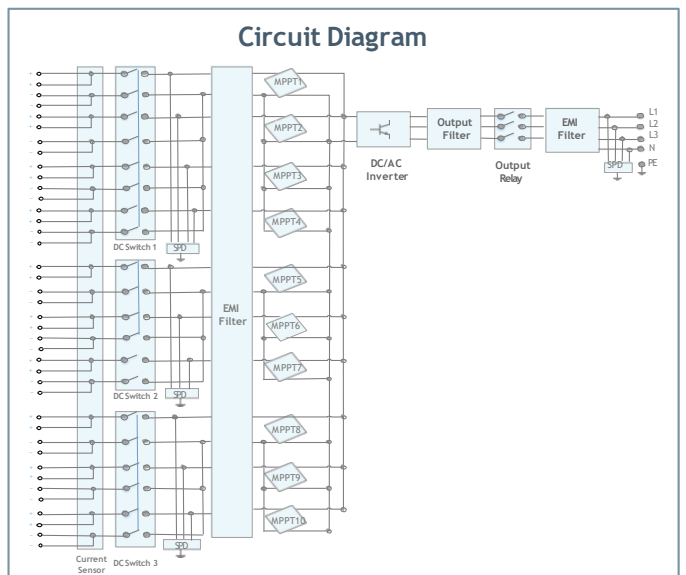 Circuit Diagram
MPPT1
MPPT2
MPPT3
MPPT4
DC Switch 1
SPD
MPPT5
MPPT6
MPPT7
DC Switch 2
SPD
EMI
Filter
MPPT8
MPPT9
MPPT10
Current
Sensor
DC Switch 3
SPD
DC/AC
Inverter
Output
Filter
Output
Relay
EMI
Filter
SPD
L1
L2
L3
N
PE